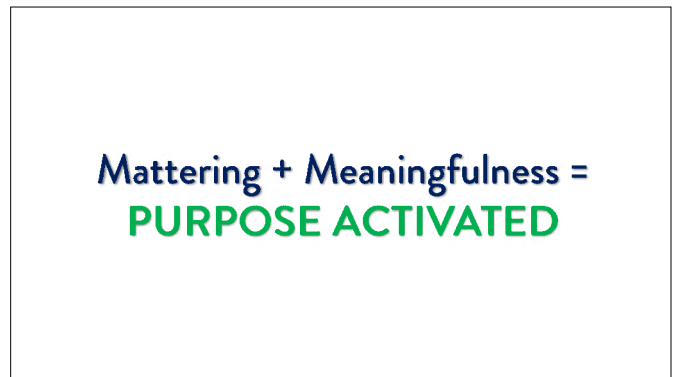 Mattering + Meaningfulness =
PURPOSE ACTIVATED